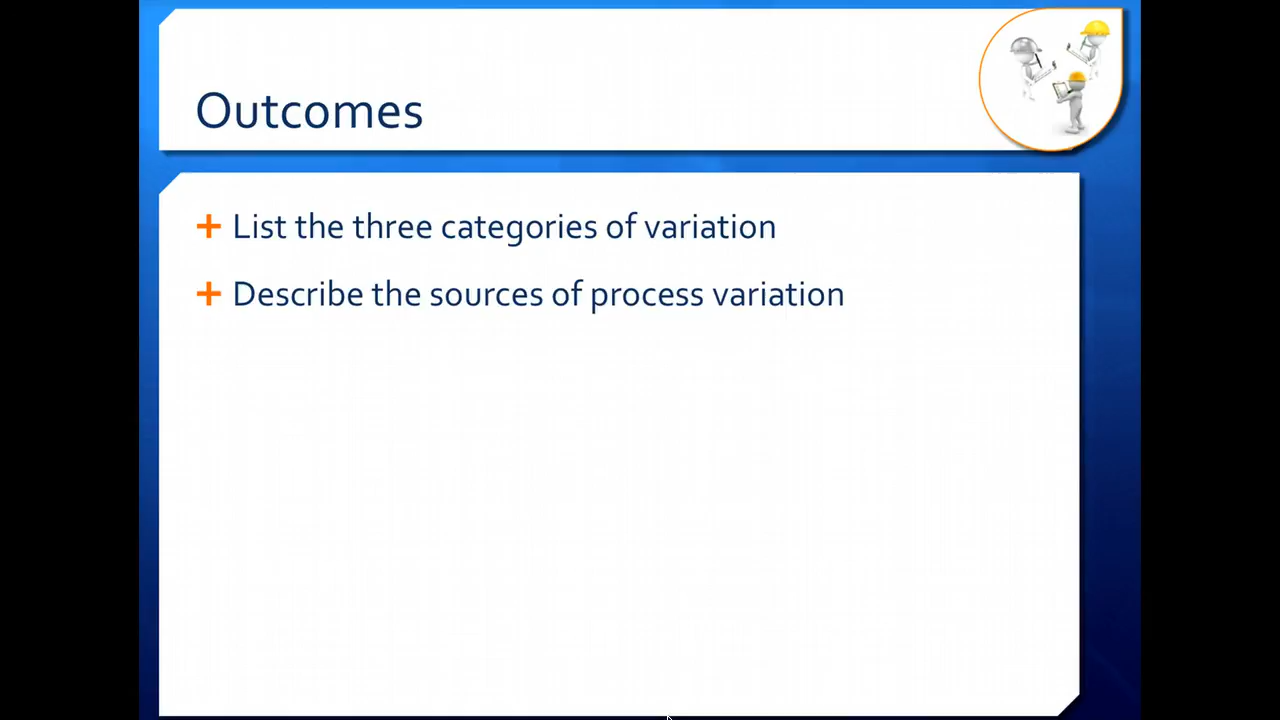 Outcomes
List the three categories of variation
Describe the sources of process variation